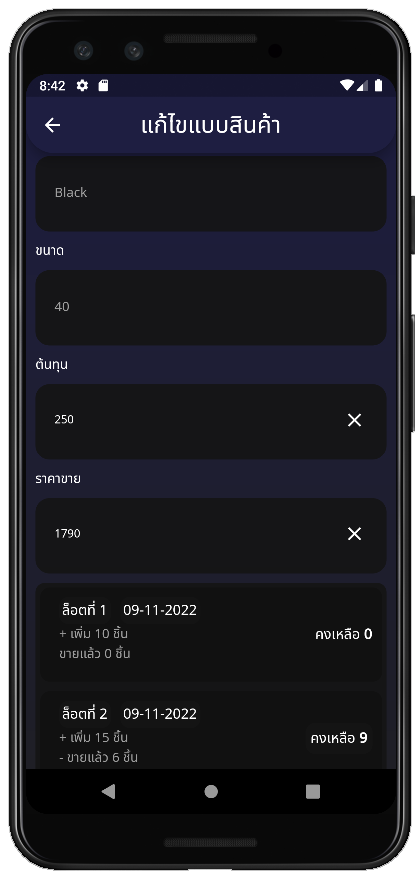 8:42
แก้ไขแบบสินค้า
Black
ขนาด
40
ต้นทุน
250
ราคาขาย
1790
ล็อตที่ 1 09-11-2022
+ เพิ่ม 10 ชิ้น
คงเหลือ 0
ขายแล้ว 0 ชิ้น
ล็อตที่ 2 09-11-2022
+ เพิ่ม 15 ชิ้น
คงเหลือ 9
- ขายแล้ว 6 ชิ้น